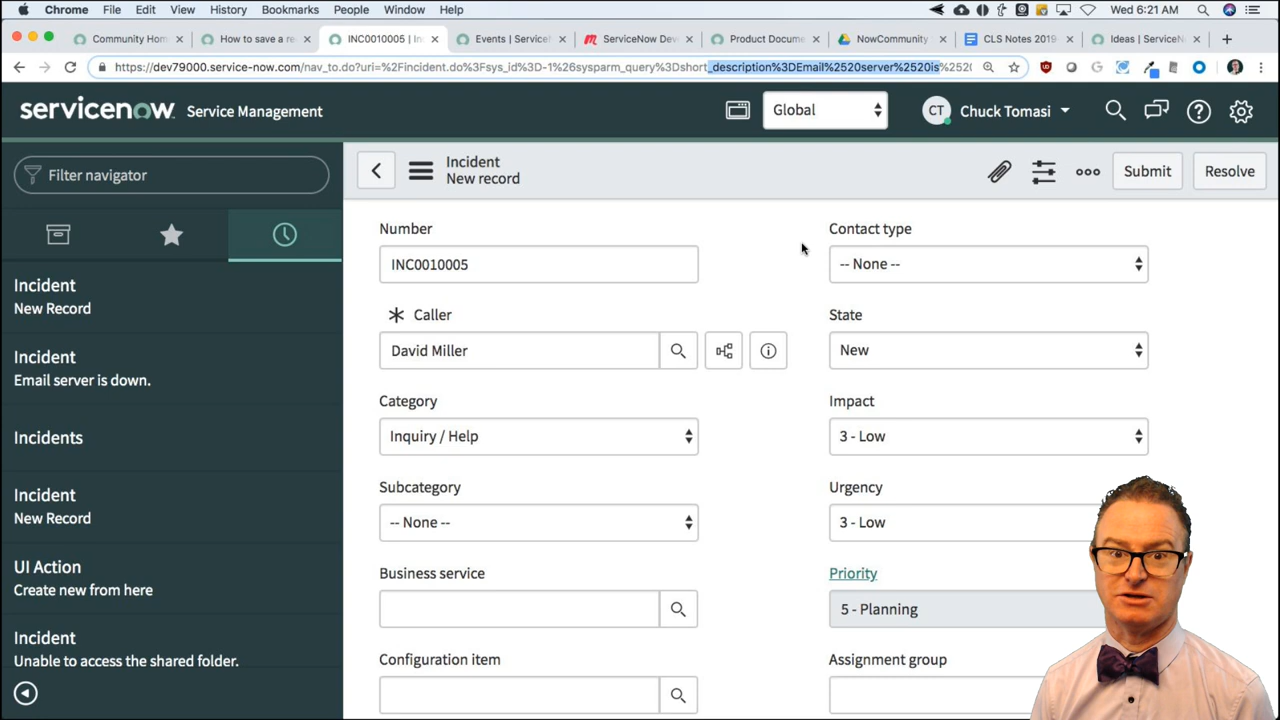 Chrome File Edit View History Bookmarks People Window Help Wed 6:21 AM
Community Hom How to save a re INC0010005 | In Events | ServiceN ServiceNow Dev Product Docume NowCommunity CLS Notes 2019 Ideas | ServiceN
https://dev79000.service-now.com/nav_to.do?uri=%2Fincident.do%3Fsys_id%3D-1%26sysparm_query%3Dshort_description%3DEmail%2520server%2520is%2520
servicenow Service Management Global CT Chuck Tomasi
Filter navigator
Incident
New record
Submit Resolve
Incident
New Record
Incident
Email server is down.
Incidents
Incident
New Record
UI Action
Create new from here
Incident
Unable to access the shared folder.
Number
INC0010005
Caller
David Miller
Category
Inquiry / Help
Subcategory
-- None --
Business service
Configuration item
Contact type
-- None --
State
New
Impact
3 - Low
Urgency
3 - Low
Priority
5 - Planning
Assignment group